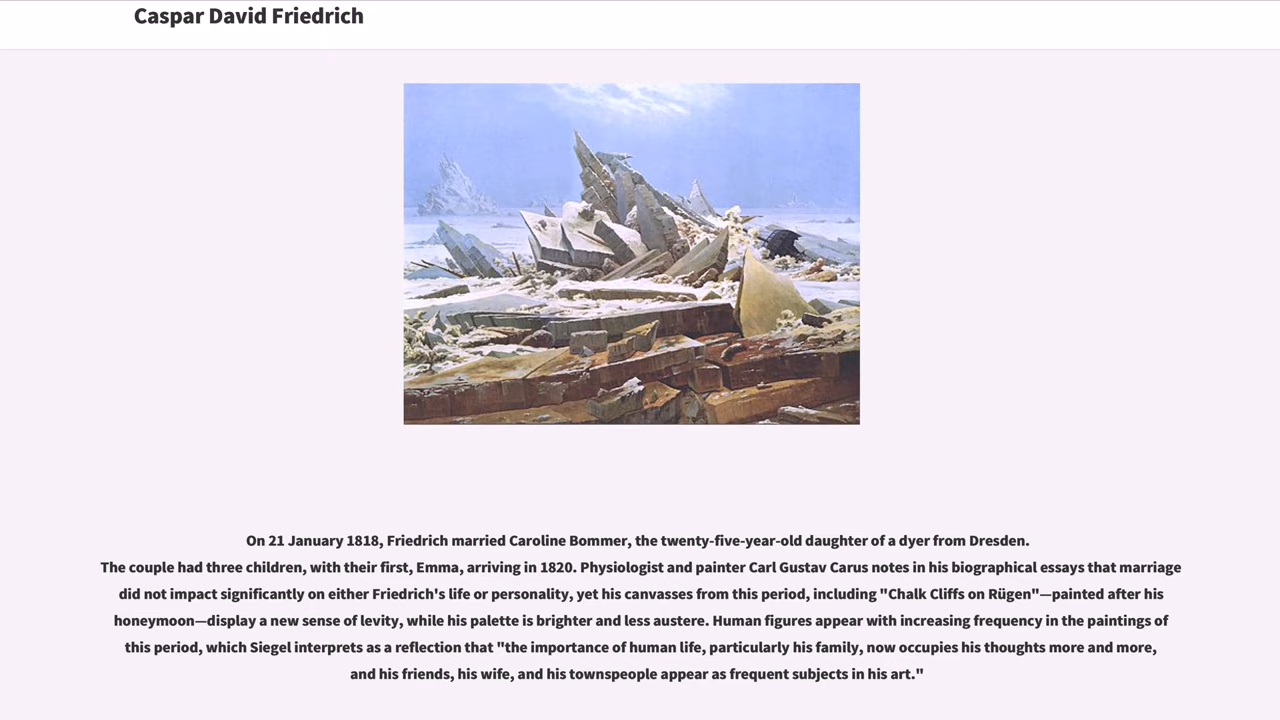 Caspar David Friedrich
On 21 January 1818, Friedrich married Caroline Bommer, the twenty-five-year-old daughter of a dyer from Dresden.
The couple had three children, with their first, Emma, arriving in 1820. Physiologist and painter Carl Gustav Carus notes in his biographical essays that marriage
did not impact significantly on either Friedrich's life or personality, yet his canvasses from this period, including "Chalk Cliffs on Rügen"—painted after his
honeymoon—display a new sense of levity, while his palette is brighter and less austere. Human figures appear with increasing frequency in the paintings of
this period, which Siegel interprets as a reflection that "the importance of human life, particularly his family, now occupies his thoughts more and more,
and his friends, his wife, and his townspeople appear as frequent subjects in his art."